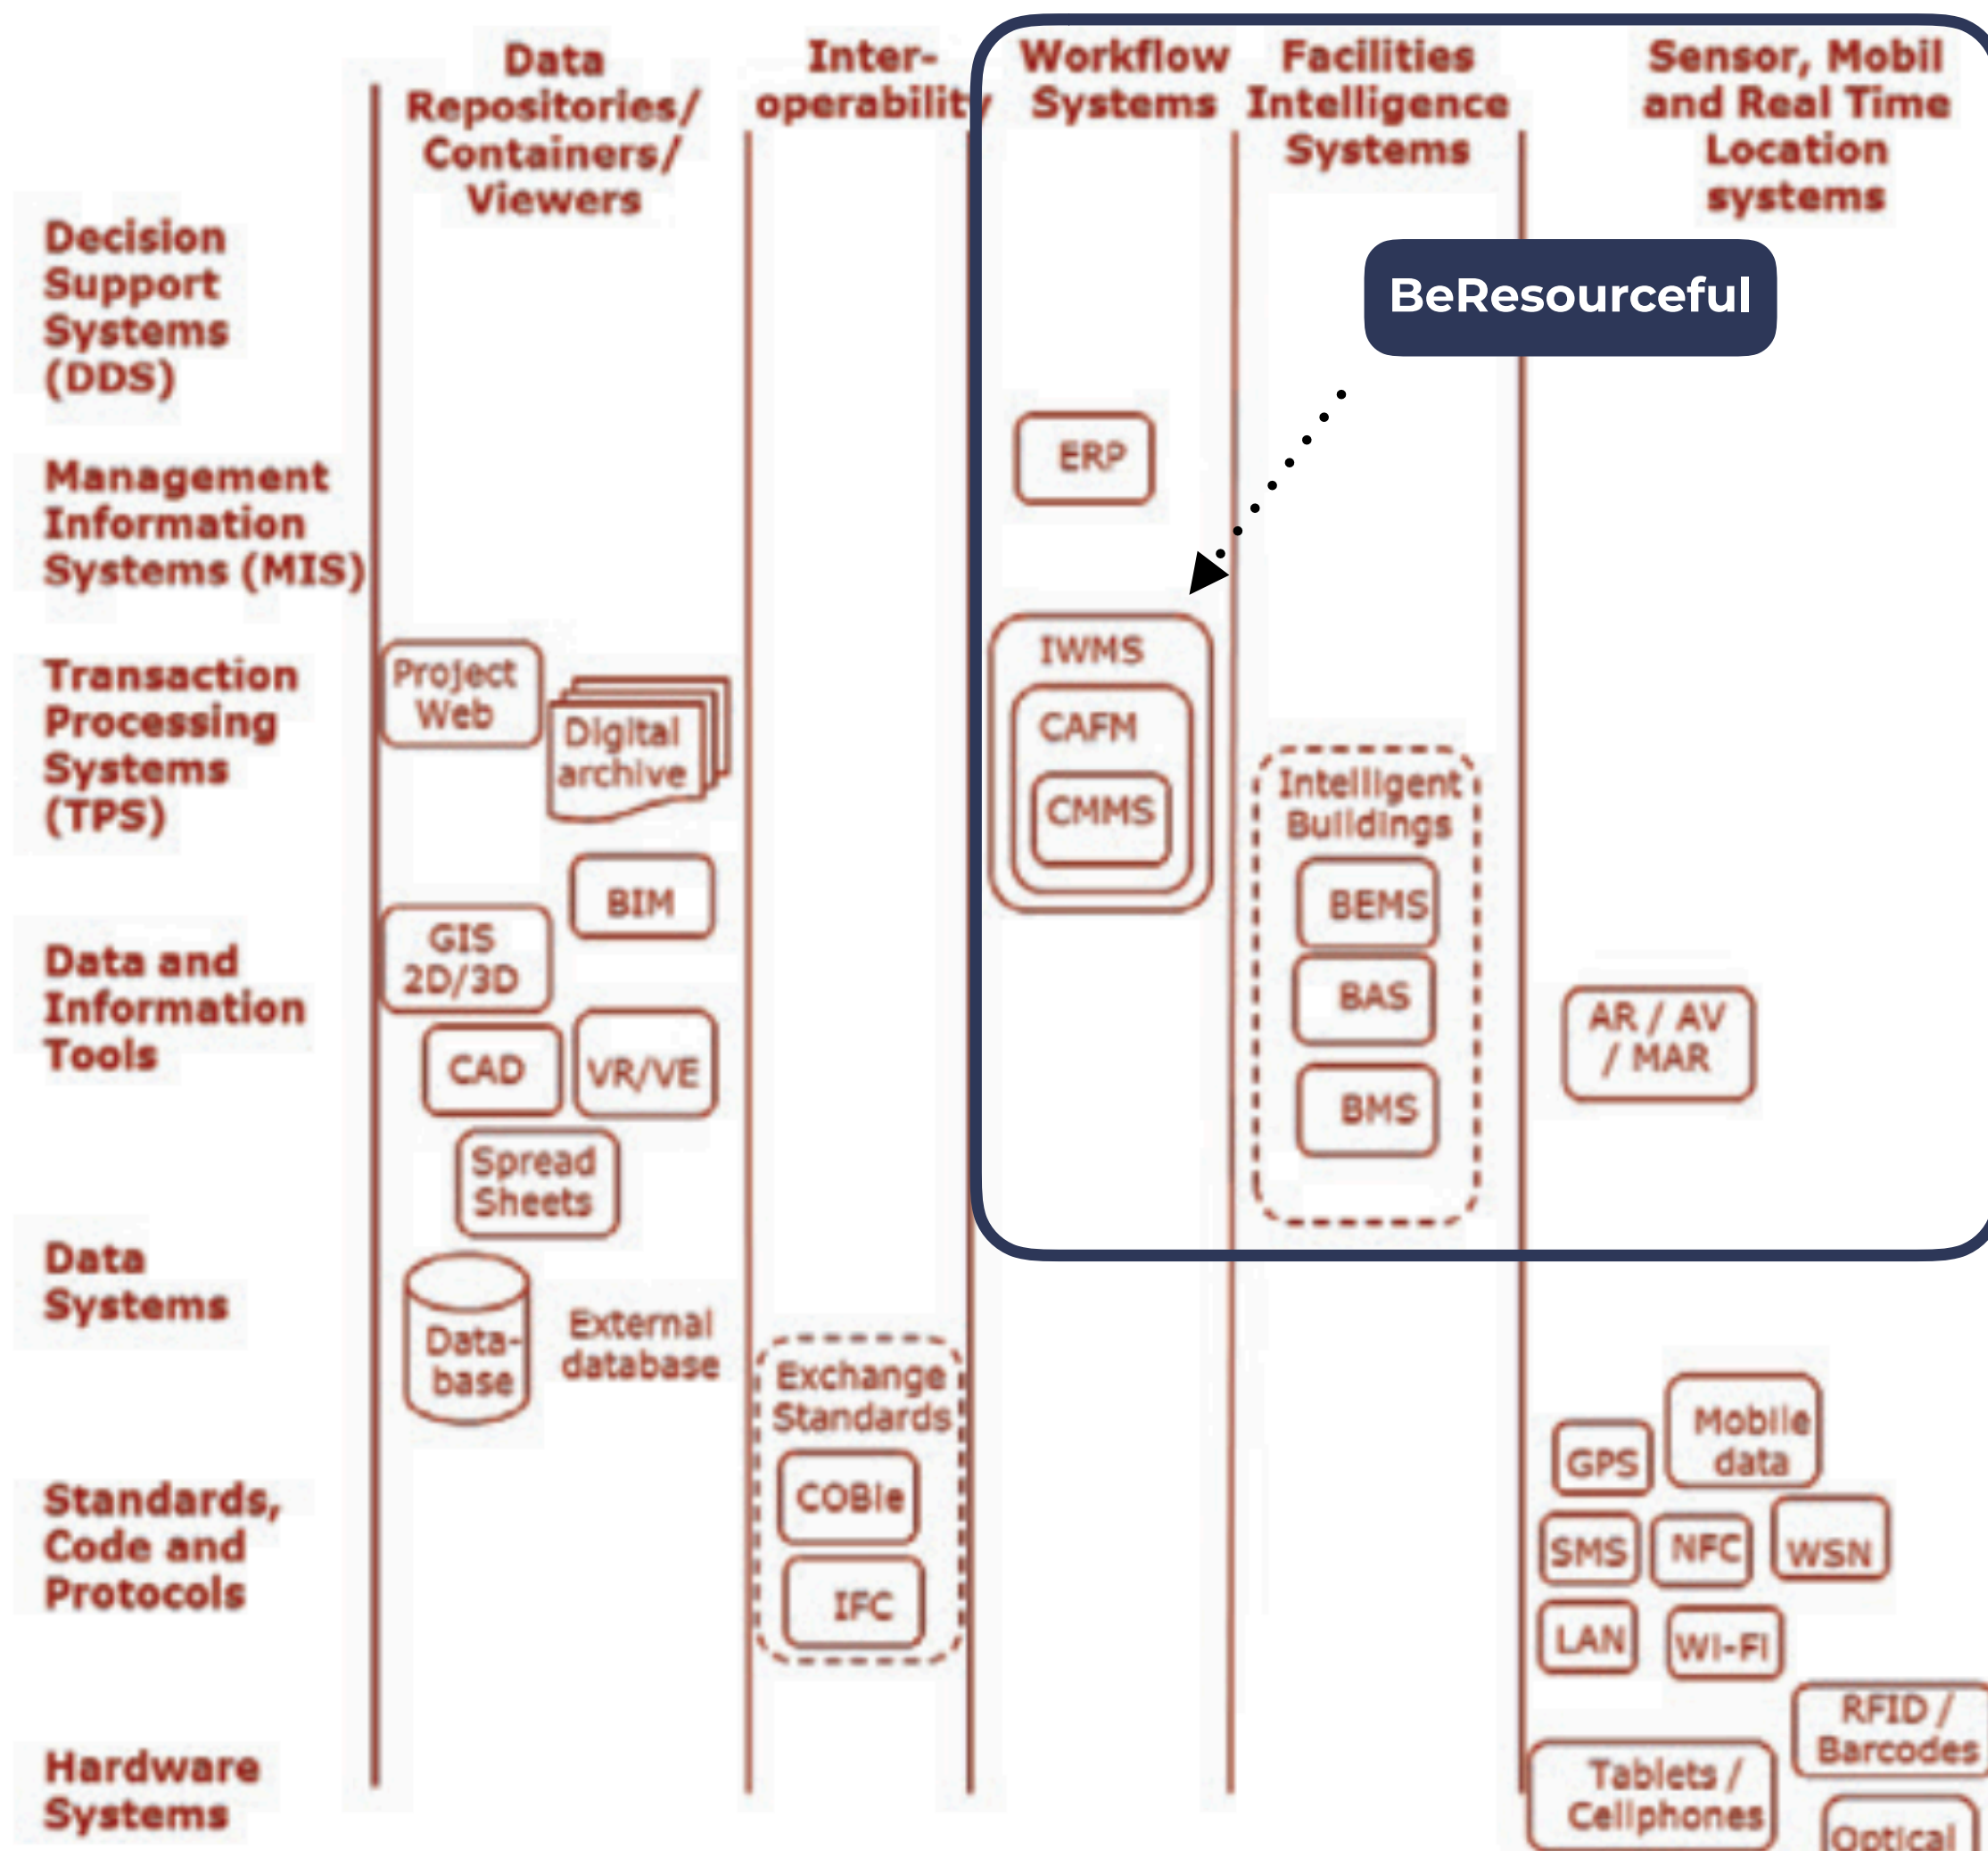 Data
Repositories/
Containers/
Viewers
Inter-
operability
Workflow
Systems
Facilities
Intelligence
Systems
Sensor, Mobil
and Real Time
Location
systems
Decision
Support
Systems
(DDS)
BeResourceful
Management
Information
Systems (MIS)
ERP
Transaction
Processing
Systems
(TPS)
Project
Web
Digital
archive
IWMS
CAFM
CMMS
Intelligent
Buildings
BEMS
BAS
BMS
Data and
Information
Tools
BIM
GIS
2D/3D
CAD
VR/VE
Spread
Sheets
AR / AV
/ MAR
Data
Systems
Data-
base
External
database
Exchange
Standards
COBie
IFC
Standards,
Code and
Protocols
GPS
Mobile
data
SMS
NFC
WSN
LAN
Wi-Fi
Hardware
Systems
RFID /
Barcodes
Tablets /
Cellphones
Optical